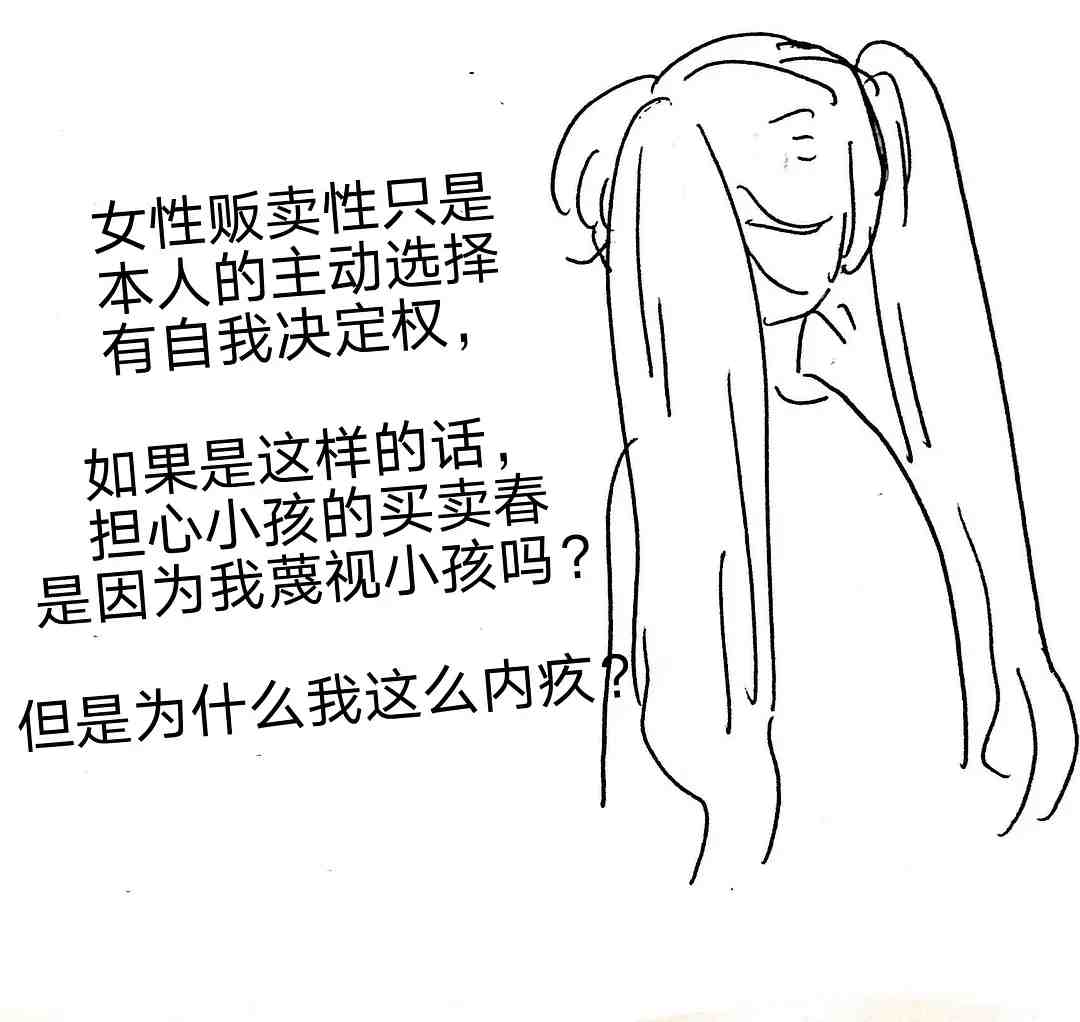 女性贩卖性只是
本人的主动选择
有自我决定权，
如果是这样的话，
担心小孩的买卖春
是因为我蔑视小孩吗？
但是为什么我这么内疚？